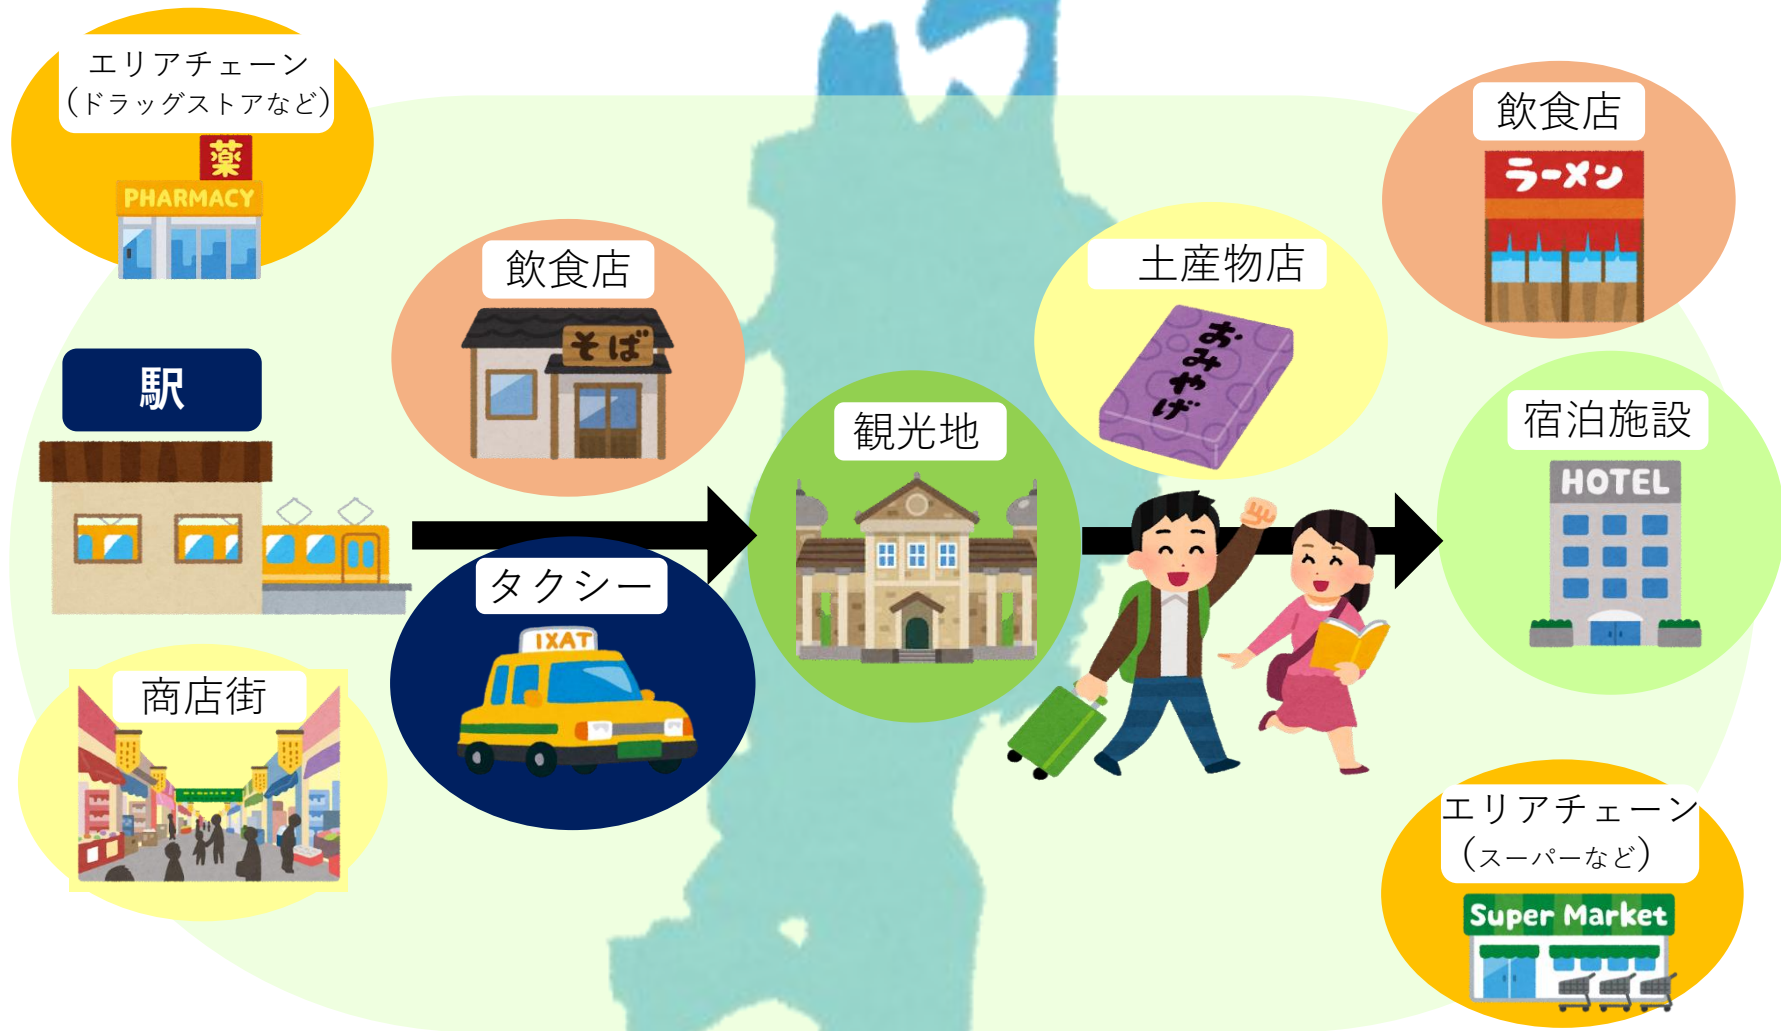 エリアチェーン
(ドラッグストアなど)
薬
PHARMACY
飲食店
ラーメン
飲食店
そば
土産物店
おみやげ
駅
観光地
宿泊施設
HOTEL
タクシー
IXAT
商店街
エリアチェーン
(スーパーなど)
Super Market